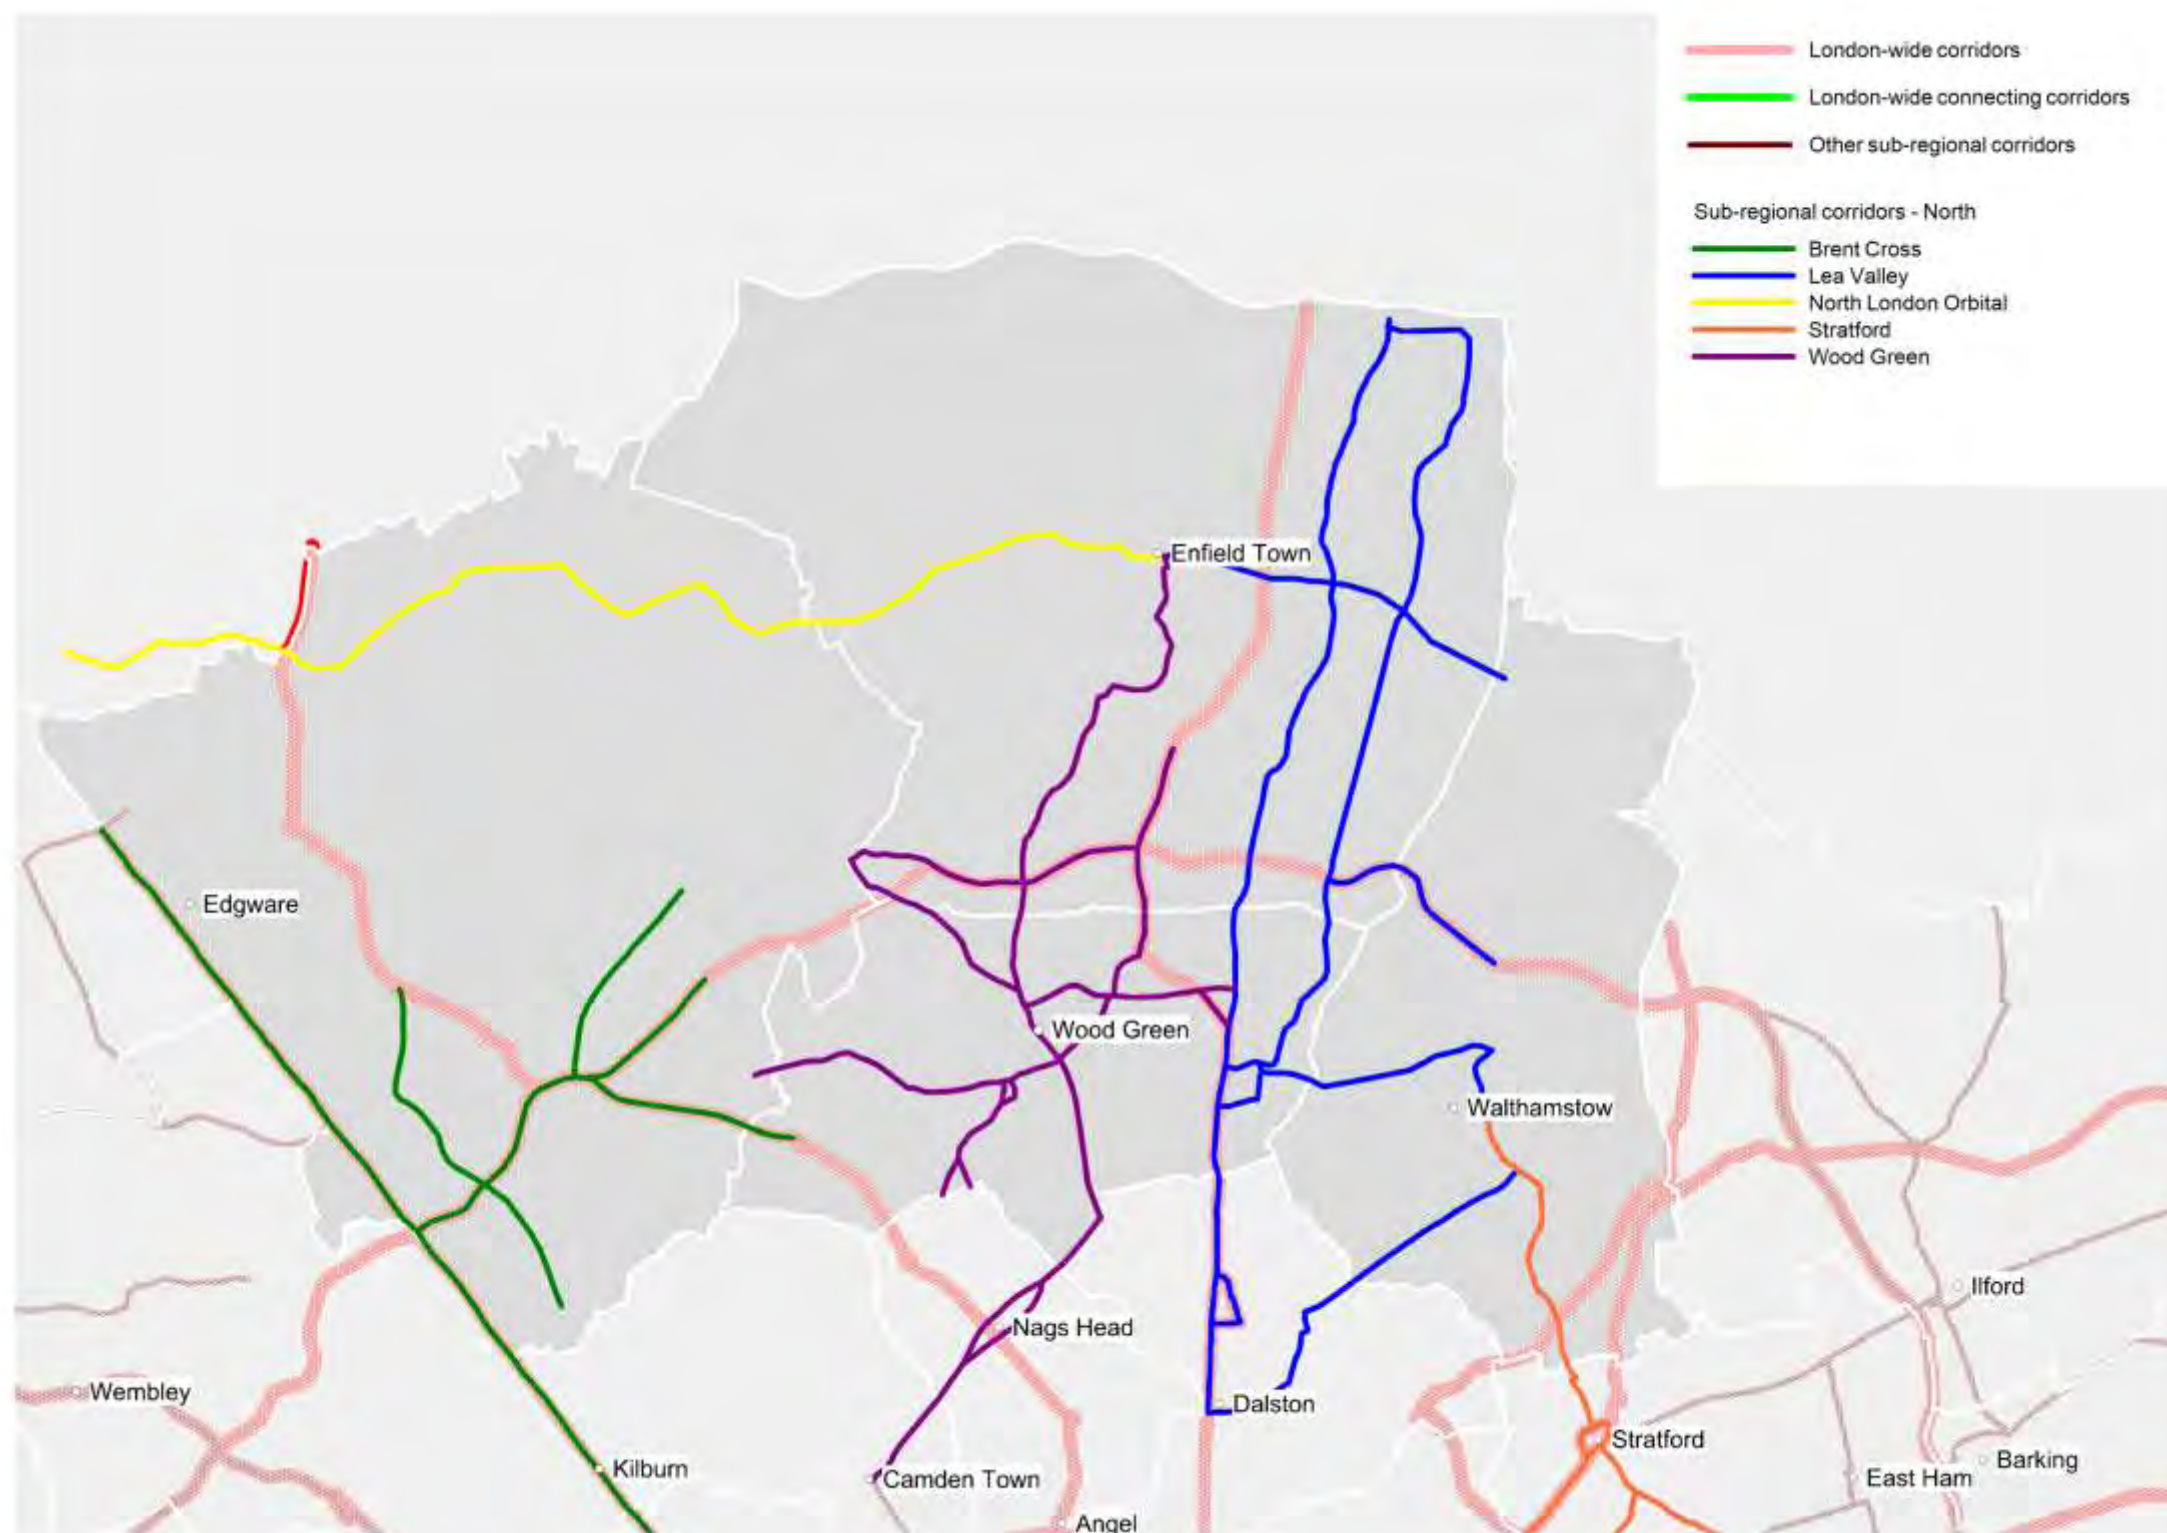 London-wide corridors
London-wide connecting corridors
Other sub-regional corridors
Sub-regional corridors - North
Brent Cross
Lea Valley
North London Orbital
Stratford
Wood Green
Enfield Town
Edgware
Wood Green
Walthamstow
Ilford
Nags Head
Wembley
Dalston
Stratford
Kilburn
Camden Town
Barking
East Ham
Angel